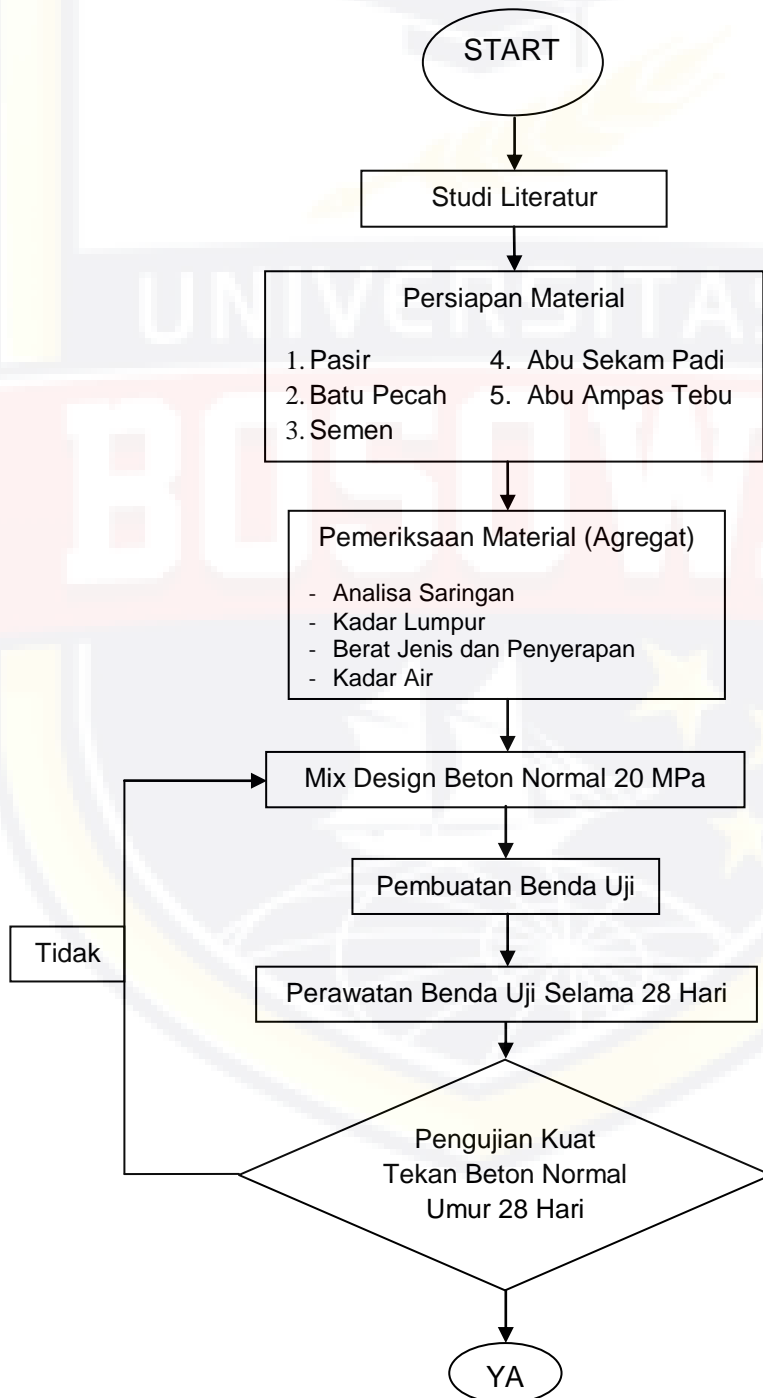 START
Studi Literatur
UNIVERSITAS
Persiapan Material
1. Pasir
2. Batu Pecah
3. Semen
4. Abu Sekam Padi
5. Abu Ampas Tebu
Pemeriksaan Material (Agregat)
- Analisa Saringan
- Kadar Lumpur
- Berat Jenis dan Penyerapan
- Kadar Air
Mix Design Beton Normal 20 MPa
Pembuatan Benda Uji
Tidak
Perawatan Benda Uji Selama 28 Hari
Pengujian Kuat
Tekan Beton Normal
Umur 28 Hari
YA